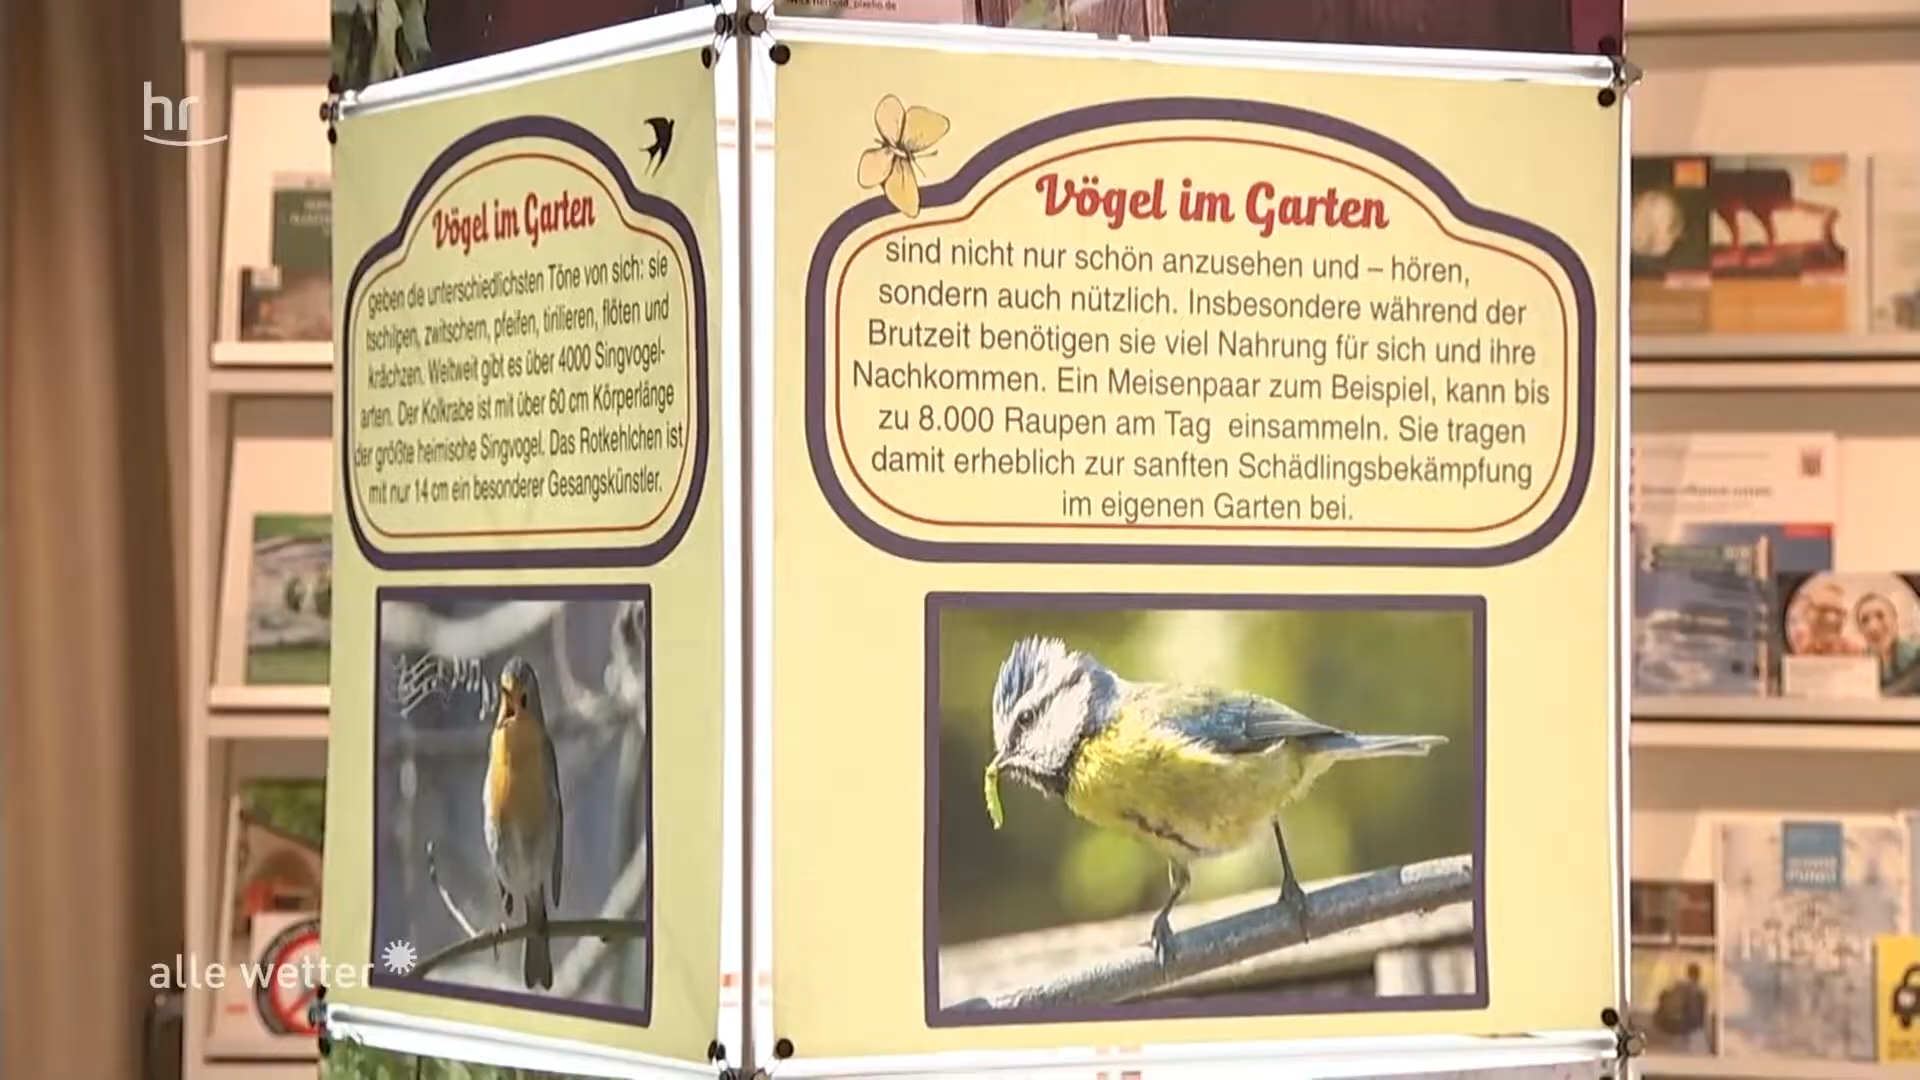 hr
Vögel im Garten
geben die unterschiedlichsten Töne von sich: sie
tschilpen, zwitschern, pfeifen, tirilieren, flöten und
krächzen. Weltweit gibt es über 4000 Singvogel-
arten. Der Kolkrabe ist mit über 60 cm Körperlänge
der größte heimische Singvogel. Das Rotkehlchen ist
mit nur 14 cm ein besonderer Gesangskünstler.
Vögel im Garten
sind nicht nur schön anzusehen und – hören,
sondern auch nützlich. Insbesondere während der
Brutzeit benötigen sie viel Nahrung für sich und ihre
Nachkommen. Ein Meisenpaar zum Beispiel, kann bis
zu 8.000 Raupen am Tag einsammeln. Sie tragen
damit erheblich zur sanften Schädlingsbekämpfung
im eigenen Garten bei.
alle wetter